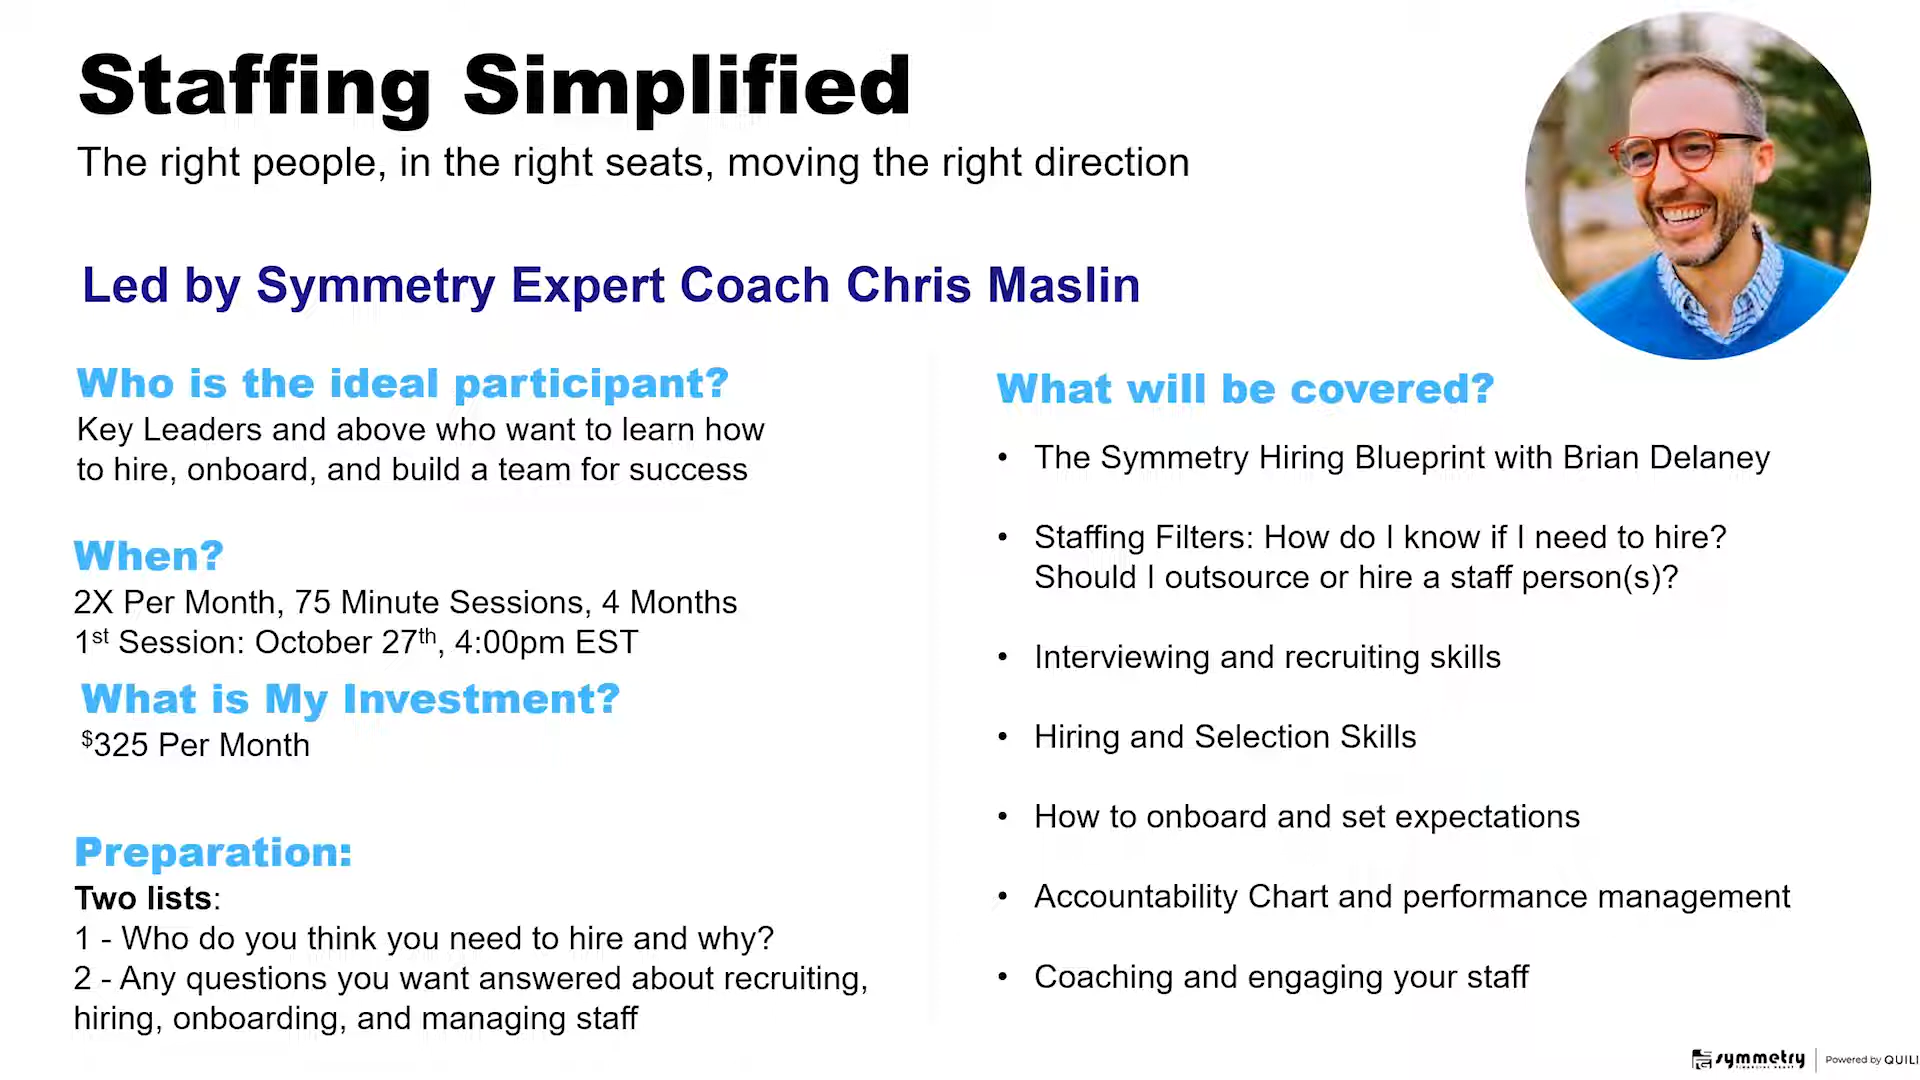 Staffing Simplified
The right people, in the right seats, moving the right direction
Led by Symmetry Expert Coach Chris Maslin
Who is the ideal participant?
Key Leaders and above who want to learn how
to hire, onboard, and build a team for success
When?
2X Per Month, 75 Minute Sessions, 4 Months
1st Session: October 27th, 4:00pm EST
What is My Investment?
$325 Per Month
Preparation:
Two lists:
1 - Who do you think you need to hire and why?
2 - Any questions you want answered about recruiting,
hiring, onboarding, and managing staff
What will be covered?
• The Symmetry Hiring Blueprint with Brian Delaney
• Staffing Filters: How do I know if I need to hire?
Should I outsource or hire a staff person(s)?
• Interviewing and recruiting skills
• Hiring and Selection Skills
• How to onboard and set expectations
• Accountability Chart and performance management
• Coaching and engaging your staff
symmetry
FINANCIAL GROUP
Powered by QUILI